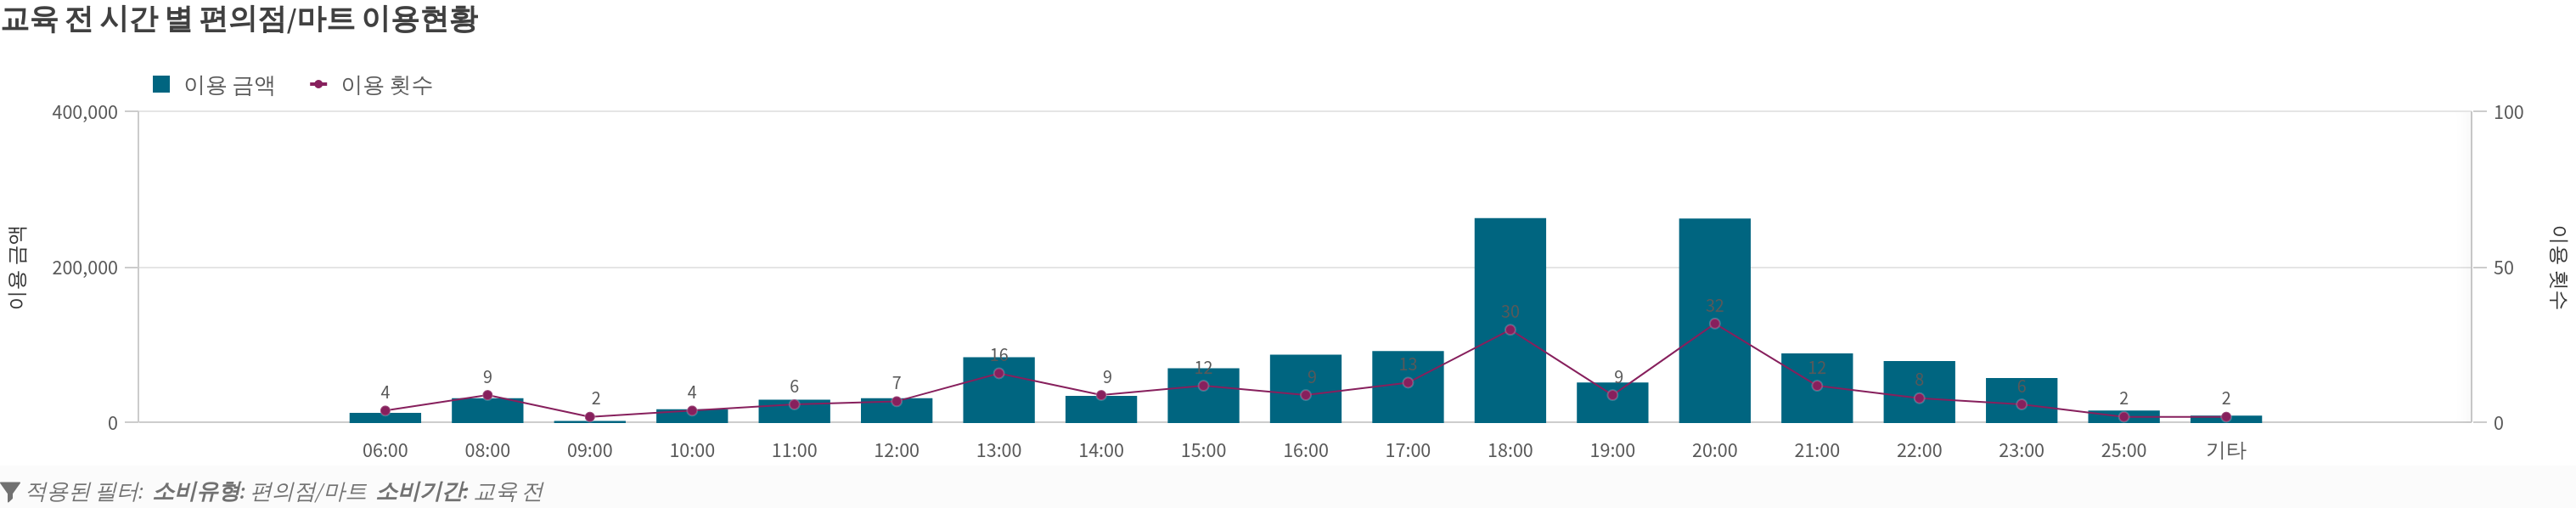 교육 전 시간 별 편의점/마트 이용현황
이용 금액 이용 횟수
400,000
200,000
0
이용 금액
100
50
0
이용 횟수
4 9 2 4 6 7 16 9 12 9 13 30 9 32 12 8 6 2 2
06:00 08:00 09:00 10:00 11:00 12:00 13:00 14:00 15:00 16:00 17:00 18:00 19:00 20:00 21:00 22:00 23:00 25:00 기타
적용된 필터: 소비유형: 편의점/마트 소비기간: 교육 전